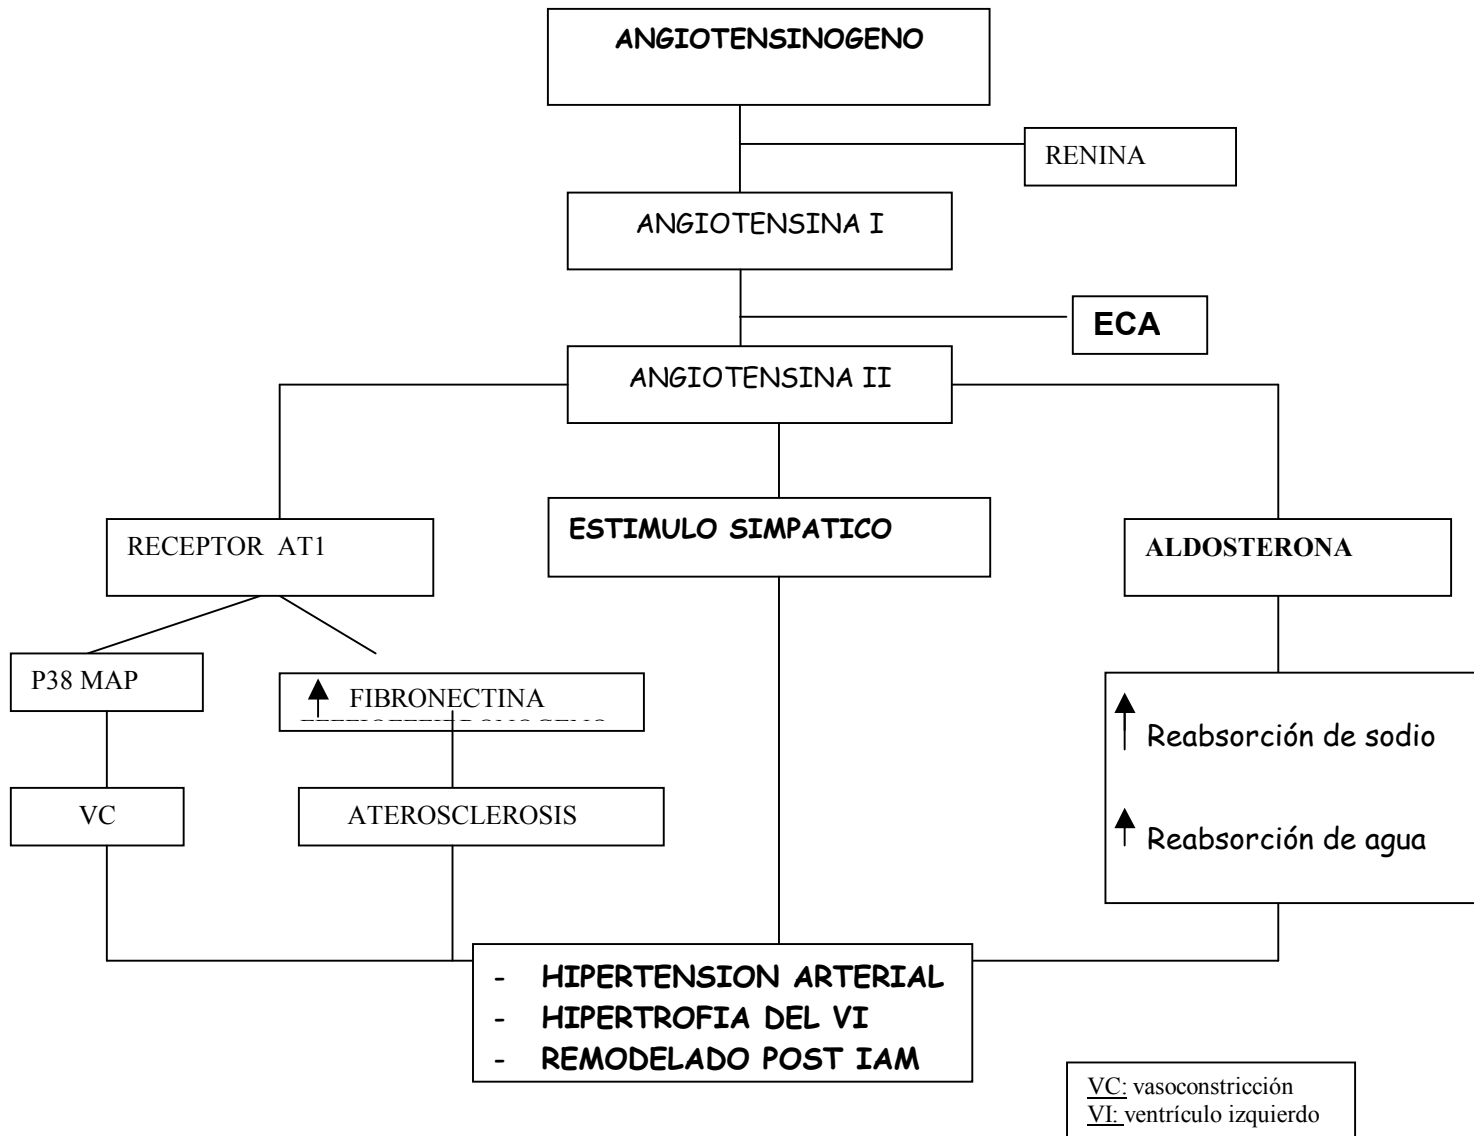 ANGIOTENSINOGENO
RENINA
ANGIOTENSINA I
ECA
ANGIOTENSINA II
RECEPTOR AT1
ESTIMULO SIMPATICO
ALDOSTERONA
P38 MAP
FIBRONECTINA
Reabsorción de sodio
Reabsorción de agua
VC
ATEROSCLEROSIS
- HIPERTENSION ARTERIAL
- HIPERTROFIA DEL VI
- REMODELADO POST IAM
VC: vasoconstricción
VI: ventrículo izquierdo